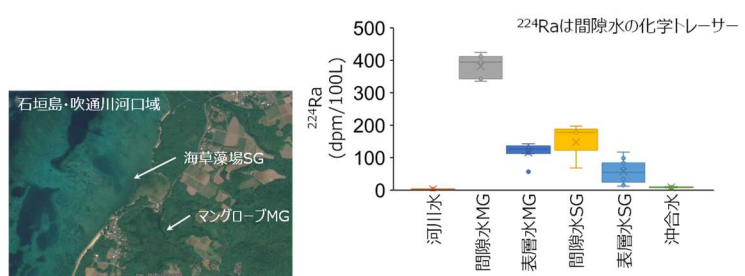 石垣島・吹通川河口域
海草藻場SG
マングローブMG
²²⁴Raは間隙水の化学トレーサー
²²⁴Ra
(dpm/100L)
500
400
300
200
100
0
河川水
間隙水MG
表層水MG
間隙水SG
表層水SG
沖合水